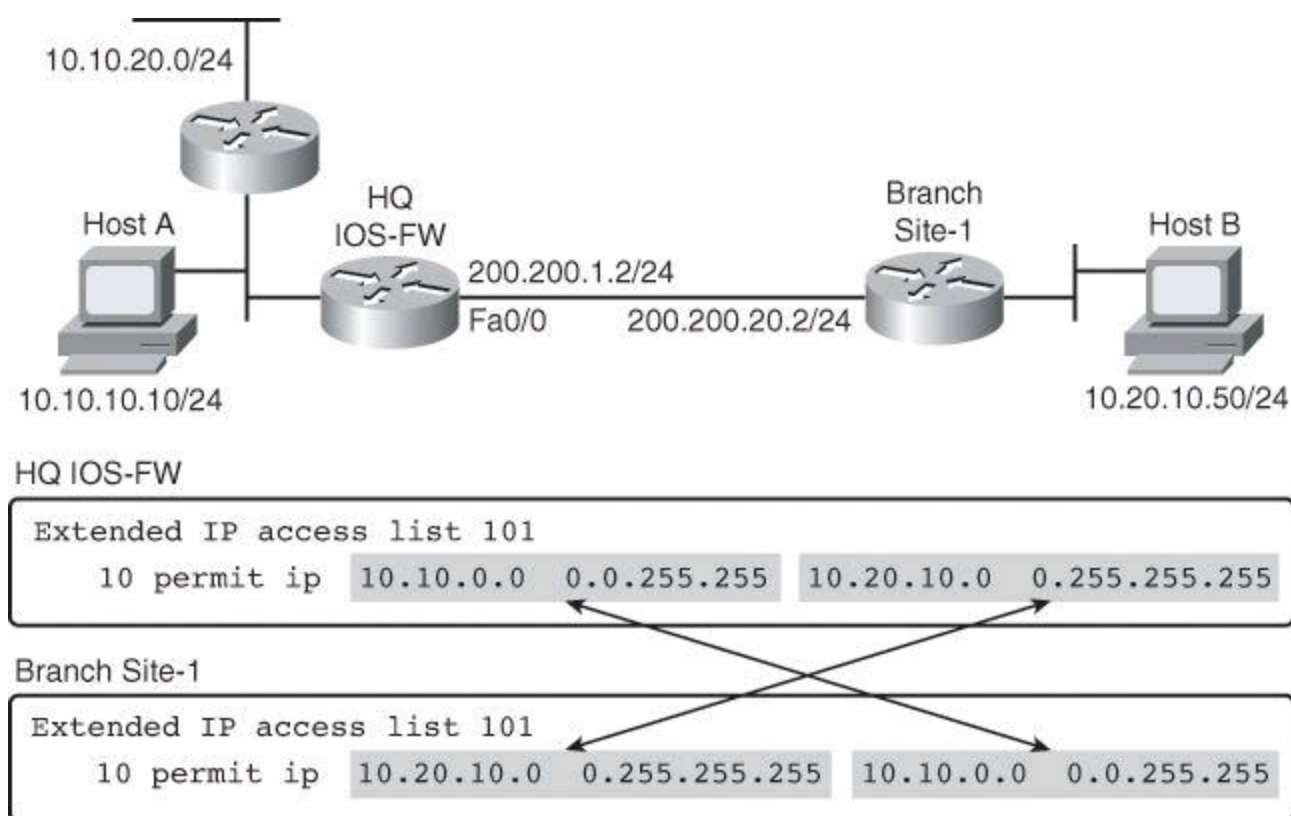 10.10.20.0/24
Host A
HQ
IOS-FW
Branch
Site-1
Host B
200.200.1.2/24
Fa0/0
200.200.20.2/24
10.10.10.10/24
10.20.10.50/24
HQ IOS-FW
Extended IP access list 101
10 permit ip 10.10.0.0 0.0.255.255 10.20.10.0 0.255.255.255
Branch Site-1
Extended IP access list 101
10 permit ip 10.20.10.0 0.255.255.255 10.10.0.0 0.0.255.255